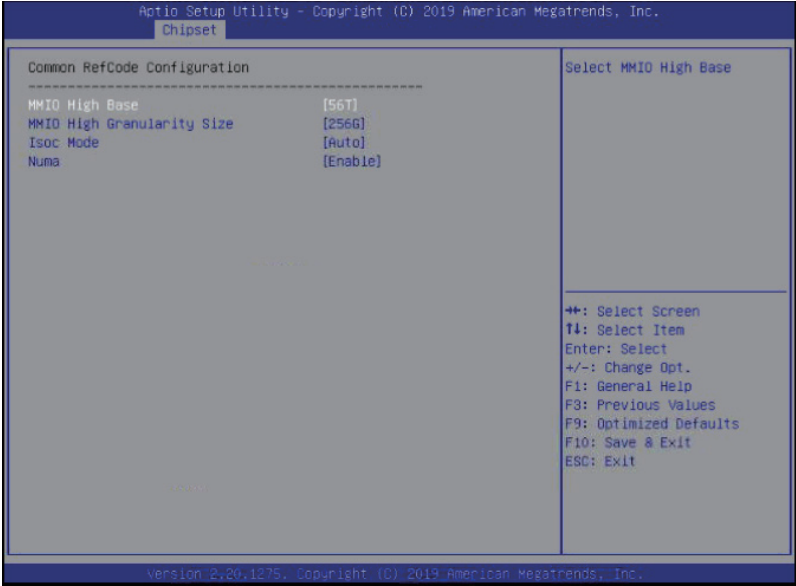 Aptio Setup Utility - Copyright (C) 2019 American Megatrends, Inc.
Chipset
Common RefCode Configuration
MMIO High Base [56T]
MMIO High Granularity Size [256G]
Isoc Mode [Auto]
Numa [Enable]
Select MMIO High Base
→←: Select Screen
↑↓: Select Item
Enter: Select
+/-: Change Opt.
F1: General Help
F3: Previous Values
F9: Optimized Defaults
F10: Save & Exit
ESC: Exit
Version 2.20.1275. Copyright (C) 2019 American Megatrends, Inc.